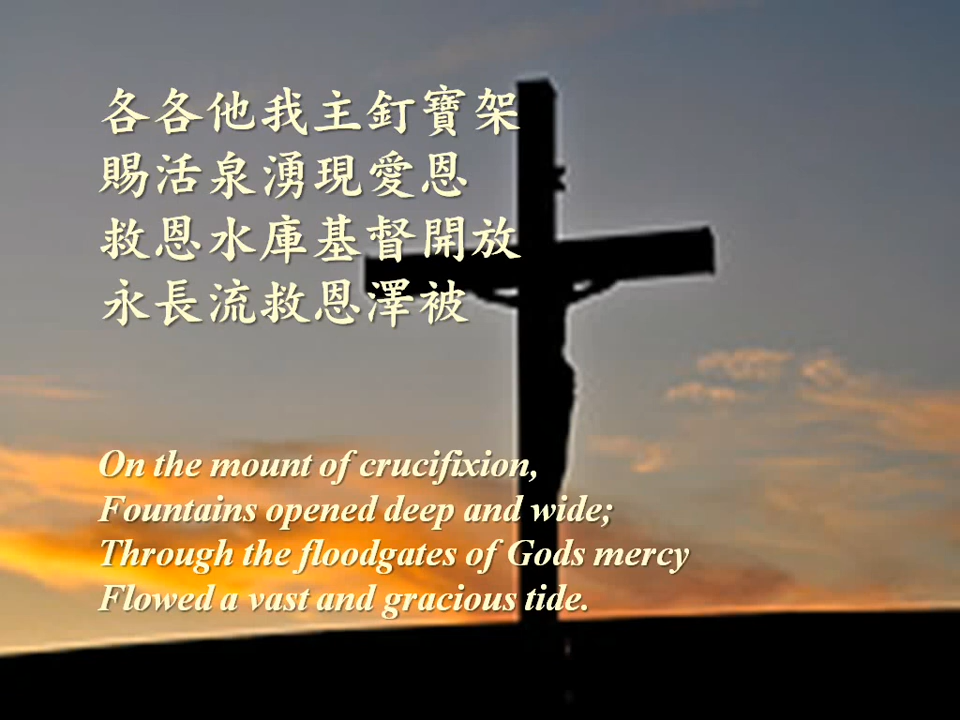 各各他我主釘寶架
賜活泉湧現愛恩
救恩水庫基督開放
永長流救恩澤被
On the mount of crucifixion,
Fountains opened deep and wide;
Through the floodgates of Gods mercy
Flowed a vast and gracious tide.